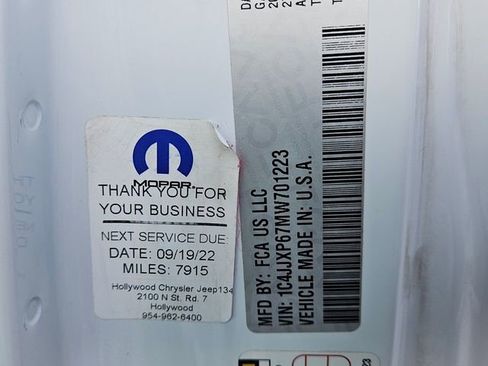 MOPAR
THANK YOU FOR
YOUR BUSINESS
NEXT SERVICE DUE:
DATE: 09/19/22
MILES: 7915
Hollywood Chrysler Jeep134
2100 N St. Rd. 7
Hollywood
954-962-6400
MFD BY: FCA US LLC
VIN: 1C4JJXP67MW701223
VEHICLE MADE IN: U.S.A.